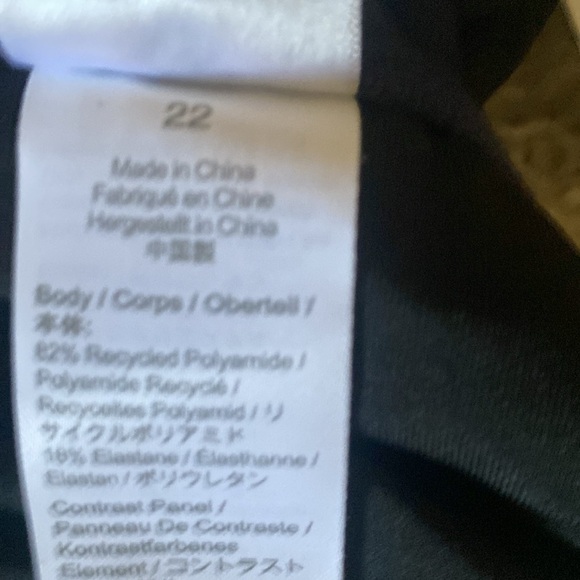 22
Made in China
Fabriqué en Chine
Hergestellt in China
中国製
Body / Corps / Oberteil /
本体:
82% Recycled Polyamide /
Polyamide Recyclé /
Recyceltes Polyamid / リ
サイクルポリアミド
18% Elastane / Élasthanne /
Elastan / ポリウレタン
Contrast Panel /
Panneau De Contraste /
Kontrastfarbenes
Element / コントラスト